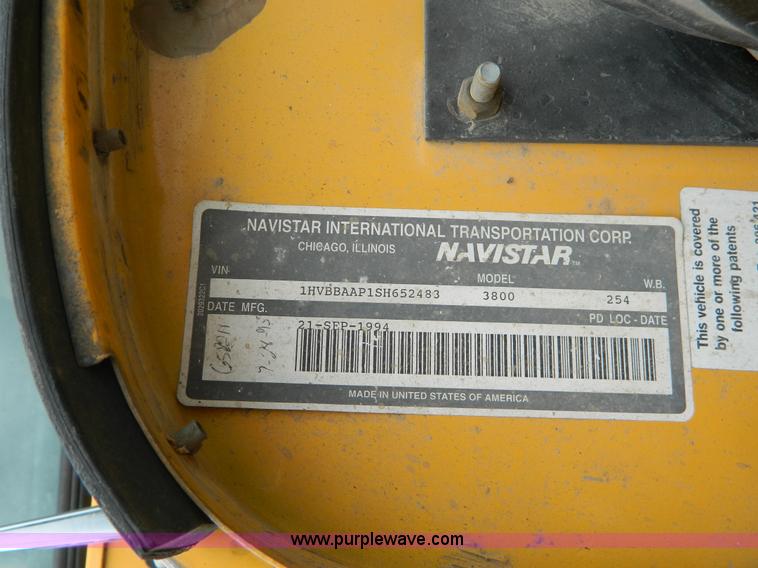 NAVISTAR INTERNATIONAL TRANSPORTATION CORP.
CHICAGO, ILLINOIS NAVISTAR™
VIN MODEL W.B.
1HVBBAAP1SH652483 3800 254
DATE MFG. PD LOC - DATE
21-SEP-1994
MADE IN UNITED STATES OF AMERICA
This vehicle is covered
by one or more of the
following patents
www.purplewave.com